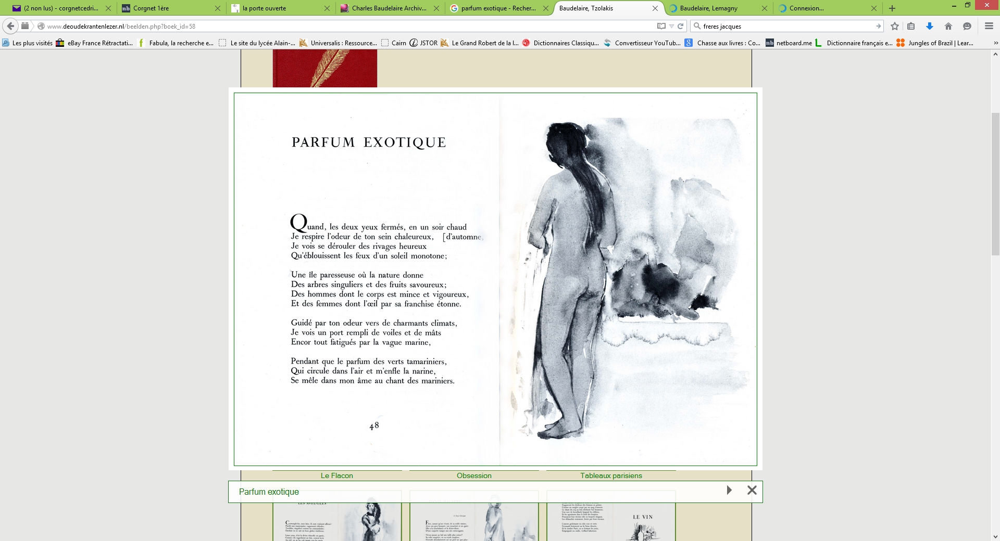 (2 non lus) - corgnetcedri...
Corgnet 1ère
la porte ouverte
Charles Baudelaire Archiv...
parfum exotique - Recher...
Baudelaire, Tzolakis
Baudelaire, Lemagny
Connexion...
www.deoudekrantenlezer.nl/beelden.php?boek_id=58
freres jacques
Les plus visités
eBay France Rétractati...
Fabula, la recherche e...
Le site du lycée Alain-...
Universalis : Ressource...
Cairn
JSTOR
Le Grand Robert de la l...
Dictionnaires Classiqu...
Convertisseur YouTub...
Chasse aux livres : Co...
netboard.me
Dictionnaire français e...
Jungles of Brazil | Lear...
PARFUM EXOTIQUE
Quand, les deux yeux fermés, en un soir chaud
Je respire l'odeur de ton sein chaleureux, [d'automne,
Je vois se dérouler des rivages heureux
Qu'éblouissent les feux d'un soleil monotone;
Une île paresseuse où la nature donne
Des arbres singuliers et des fruits savoureux;
Des hommes dont le corps est mince et vigoureux,
Et des femmes dont l'œil par sa franchise étonne.
Guidé par ton odeur vers de charmants climats,
Je vois un port rempli de voiles et de mâts
Encor tout fatigués par la vague marine,
Pendant que le parfum des verts tamariniers,
Qui circule dans l'air et m'enfle la narine,
Se mêle dans mon âme au chant des mariniers.
48
Le Flacon
Obsession
Tableaux parisiens
Parfum exotique
LES AVEUGLES
LE VIN